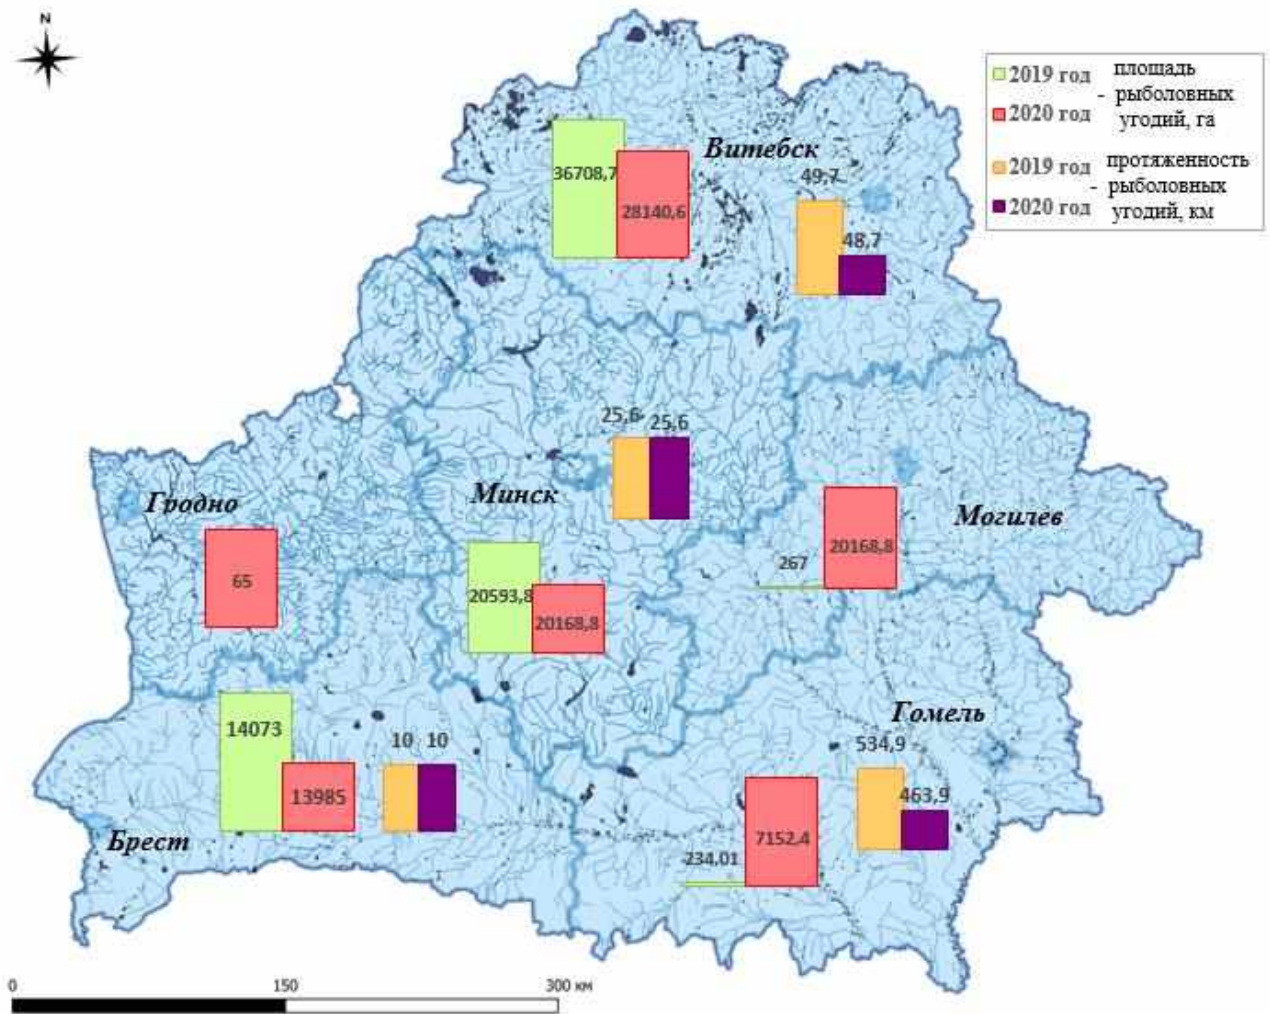 N
2019 год
площадь
- рыболовных
2020 год
угодий, га
2019 год
протяженность
- рыболовных
2020 год
угодий, км
Витебск
36708,7
28140,6
49,7
48,7
25,6
25,6
Минск
20593,8
20168,8
Гродно
65
Могилев
267
20168,8
Гомель
534,9
463,9
234,01
7152,4
14073
13985
10
10
Брест
0
150
300 км